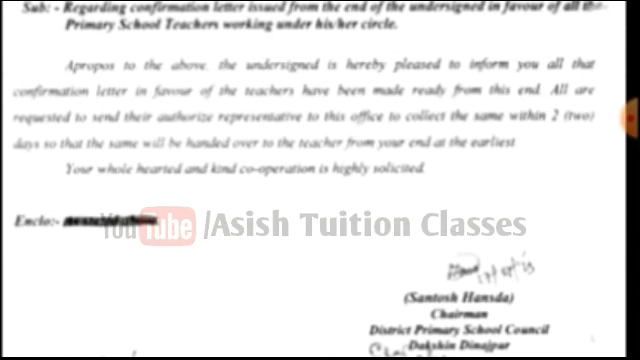 Sub: - Regarding confirmation letter issued from the end of the undersigned in favour of all the
Primary School Teachers working under his/her circle.
Apropos to the above, the undersigned is hereby pleased to inform you all that
confirmation letter in favour of the teachers have been made ready from this end. All are
requested to send their authorize representative to this office to collect the same within 2 (two)
days so that the same will be handed over to the teacher from your end at the earliest
Your whole hearted and kind co-operation is highly solicited.
Enclo:-
YouTube /Asish Tuition Classes
(Santosh Hansda)
Chairman
District Primary School Council
Dakshin Dinajpur